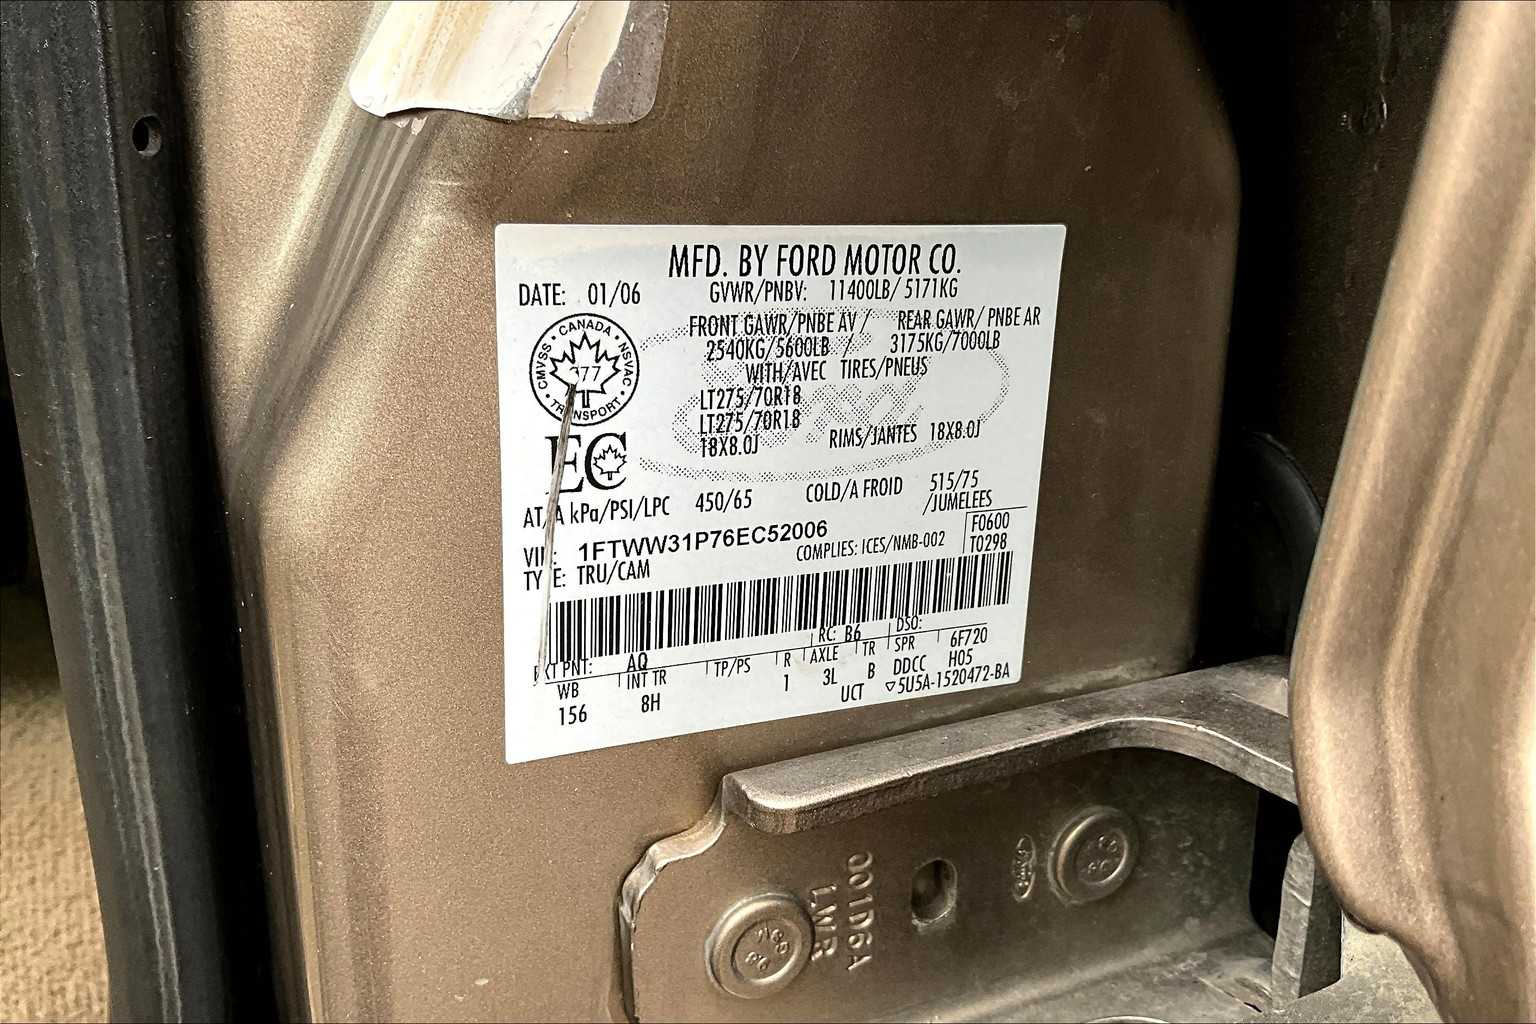 MFD. BY FORD MOTOR CO.
DATE: 01/06 GVWR/PNBV: 11400LB/ 5171KG
FRONT GAWR/PNBE AV / REAR GAWR/ PNBE AR
2540KG/5600LB / 3175KG/7000LB
WITH/AVEC TIRES/PNEUS
LT275/70R18
LT275/70R18
18X8.0J RIMS/JANTES 18X8.0J
CANADA
CMVSS NSVAC
TRANSPORT
EC
AT/A kPa/PSI/LPC 450/65 COLD/A FROID 515/75
/JUMELEES
VIN: 1FTWW31P76EC52006
COMPLIES: ICES/NMB-002
F0600
T0298
TYPE: TRU/CAM
RC: B6 DSO:
EXT PNT: AQ
WB INT TR TP/PS R AXLE TR SPR 6F720
156 8H 1 3L B DDCC H05
UCT ▽5U5A-1520472-BA
001D6A
LWR
Ford